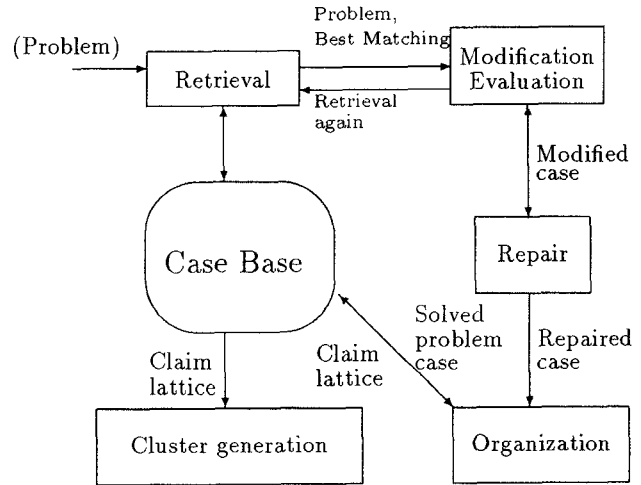 (Problem)
Problem,
Best Matching
Retrieval
Modification
Evaluation
Retrieval
again
Modified
case
Case Base
Repair
Claim
lattice
Claim
lattice
Solved
problem
case
Repaired
case
Cluster generation
Organization